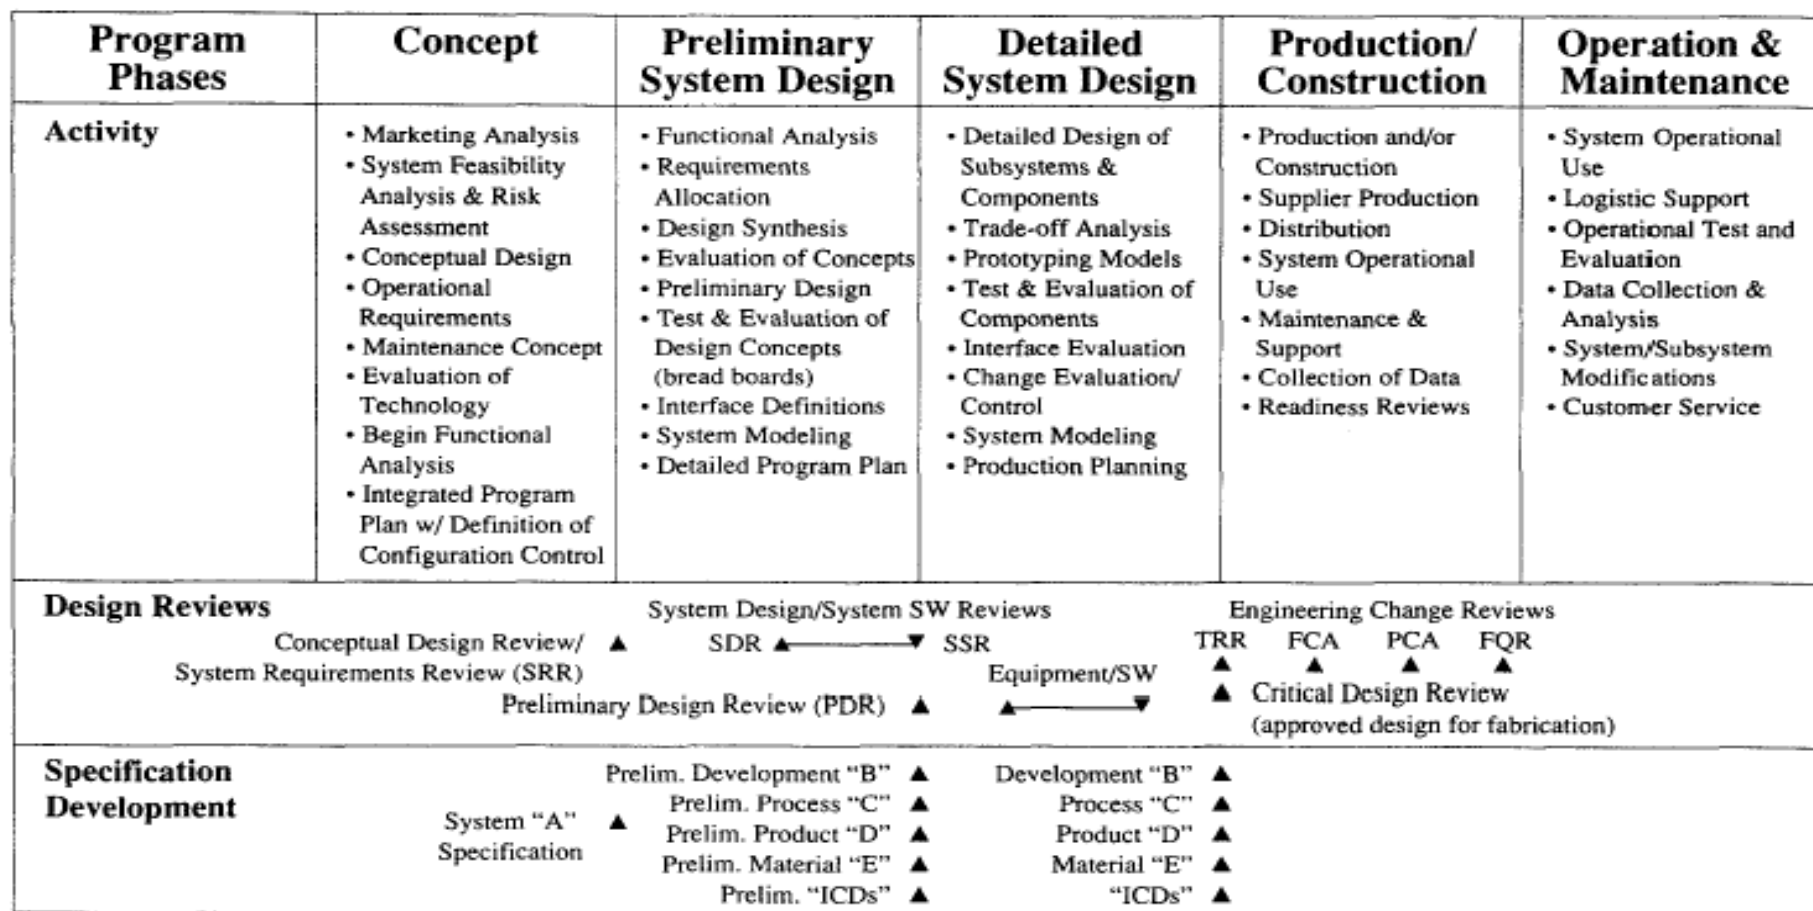 Program
Phases
Concept
Preliminary
System Design
Detailed
System Design
Production/
Construction
Operation &
Maintenance
Activity
• Marketing Analysis
• System Feasibility
Analysis & Risk
Assessment
• Conceptual Design
• Operational
Requirements
• Maintenance Concept
• Evaluation of
Technology
• Begin Functional
Analysis
• Integrated Program
Plan w/ Definition of
Configuration Control
• Functional Analysis
• Requirements
Allocation
• Design Synthesis
• Evaluation of Concepts
• Preliminary Design
• Test & Evaluation of
Design Concepts
(bread boards)
• Interface Definitions
• System Modeling
• Detailed Program Plan
• Detailed Design of
Subsystems &
Components
• Trade-off Analysis
• Prototyping Models
• Test & Evaluation of
Components
• Interface Evaluation
• Change Evaluation/
Control
• System Modeling
• Production Planning
• Production and/or
Construction
• Supplier Production
• Distribution
• System Operational
Use
• Maintenance &
Support
• Collection of Data
• Readiness Reviews
• System Operational
Use
• Logistic Support
• Operational Test and
Evaluation
• Data Collection &
Analysis
• System/Subsystem
Modifications
• Customer Service
Design Reviews
System Design/System SW Reviews
Engineering Change Reviews
Conceptual Design Review/
System Requirements Review (SRR)
SDR
SSR
TRR FCA PCA FQR
Equipment/SW
Preliminary Design Review (PDR)
Critical Design Review
(approved design for fabrication)
Specification
Development
System "A"
Specification
Prelim. Development "B"
Prelim. Process "C"
Prelim. Product "D"
Prelim. Material "E"
Prelim. "ICDs"
Development "B"
Process "C"
Product "D"
Material "E"
"ICDs"